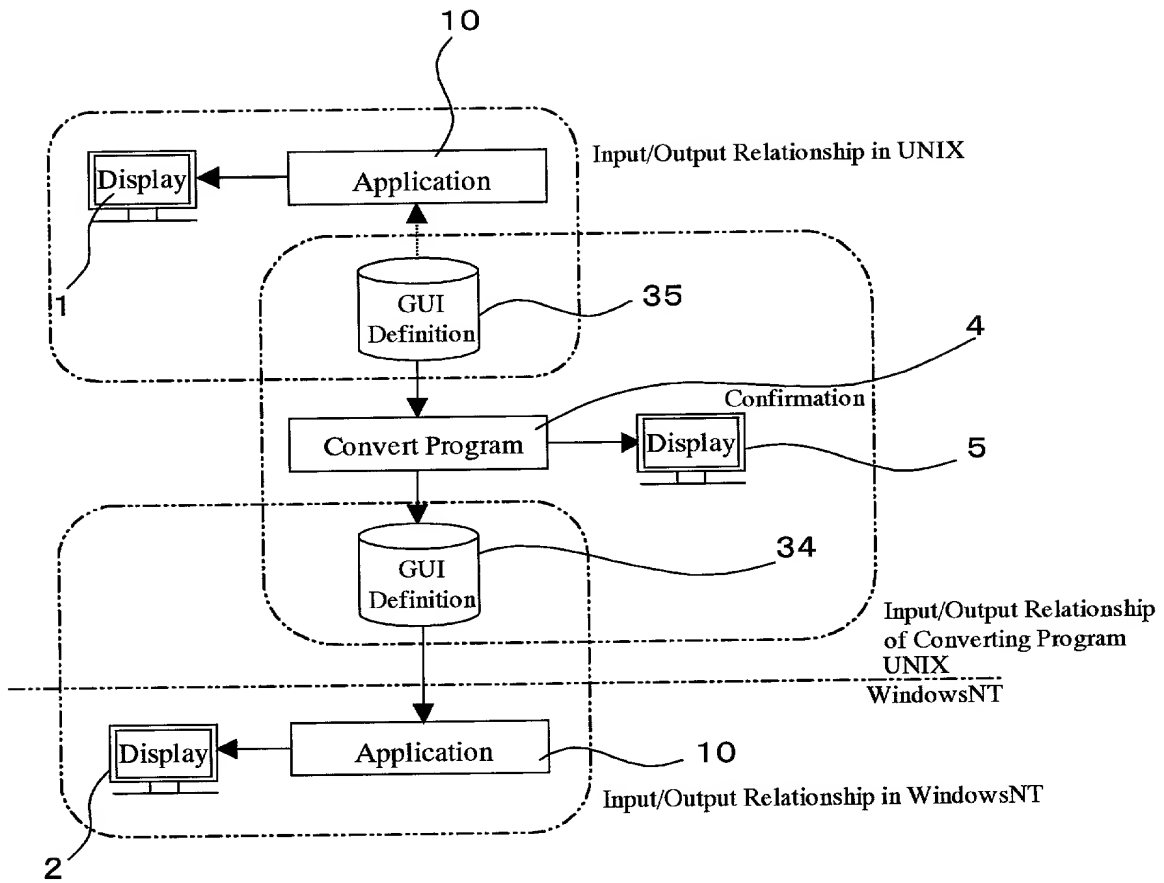 10
Input/Output Relationship in UNIX
Display
Application
1
GUI
Definition
35
4
Confirmation
Convert Program
Display
5
GUI
Definition
34
Input/Output Relationship
of Converting Program
UNIX
WindowsNT
Display
Application
10
Input/Output Relationship in WindowsNT
2